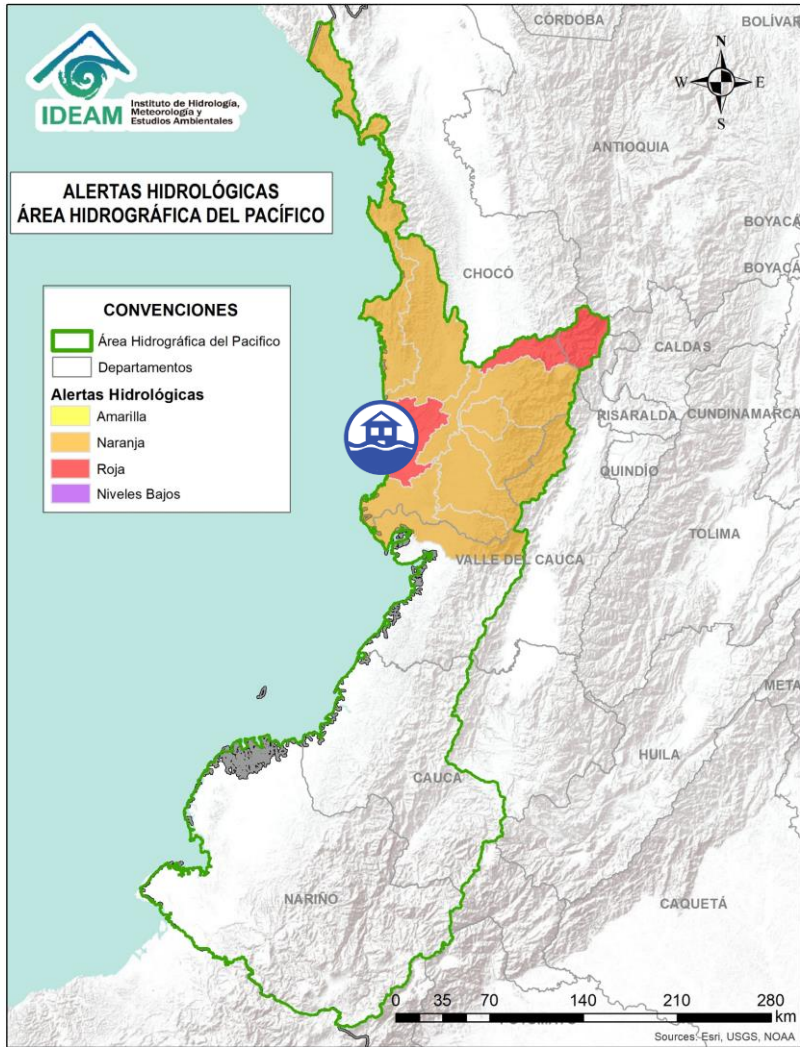 CÓRDOBA
BOLÍVAR
IDEAM
Instituto de Hidrología,
Meteorología y
Estudios Ambientales
N
W
E
S
ANTIOQUIA
ALERTAS HIDROLÓGICAS
ÁREA HIDROGRÁFICA DEL PACÍFICO
BOYACÁ
CHOCÓ
BOYACÁ
CONVENCIONES
Área Hidrográfica del Pacifico
Departamentos
Alertas Hidrológicas
Amarilla
Naranja
Roja
Niveles Bajos
CALDAS
RISARALDA
CUNDINAMARCA
QUINDÍO
TOLIMA
VALLE DEL CAUCA
META
HUILA
CAUCA
NARIÑO
CAQUETÁ
0 35 70 140 210 280
km
Sources: Esri, USGS, NOAA